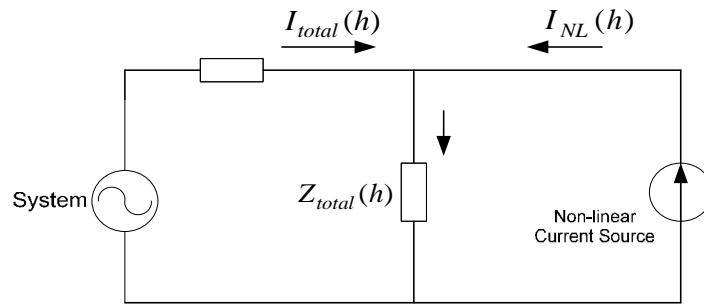 I_total(h)
I_NL(h)
System
Z_total(h)
Non-linear
Current Source